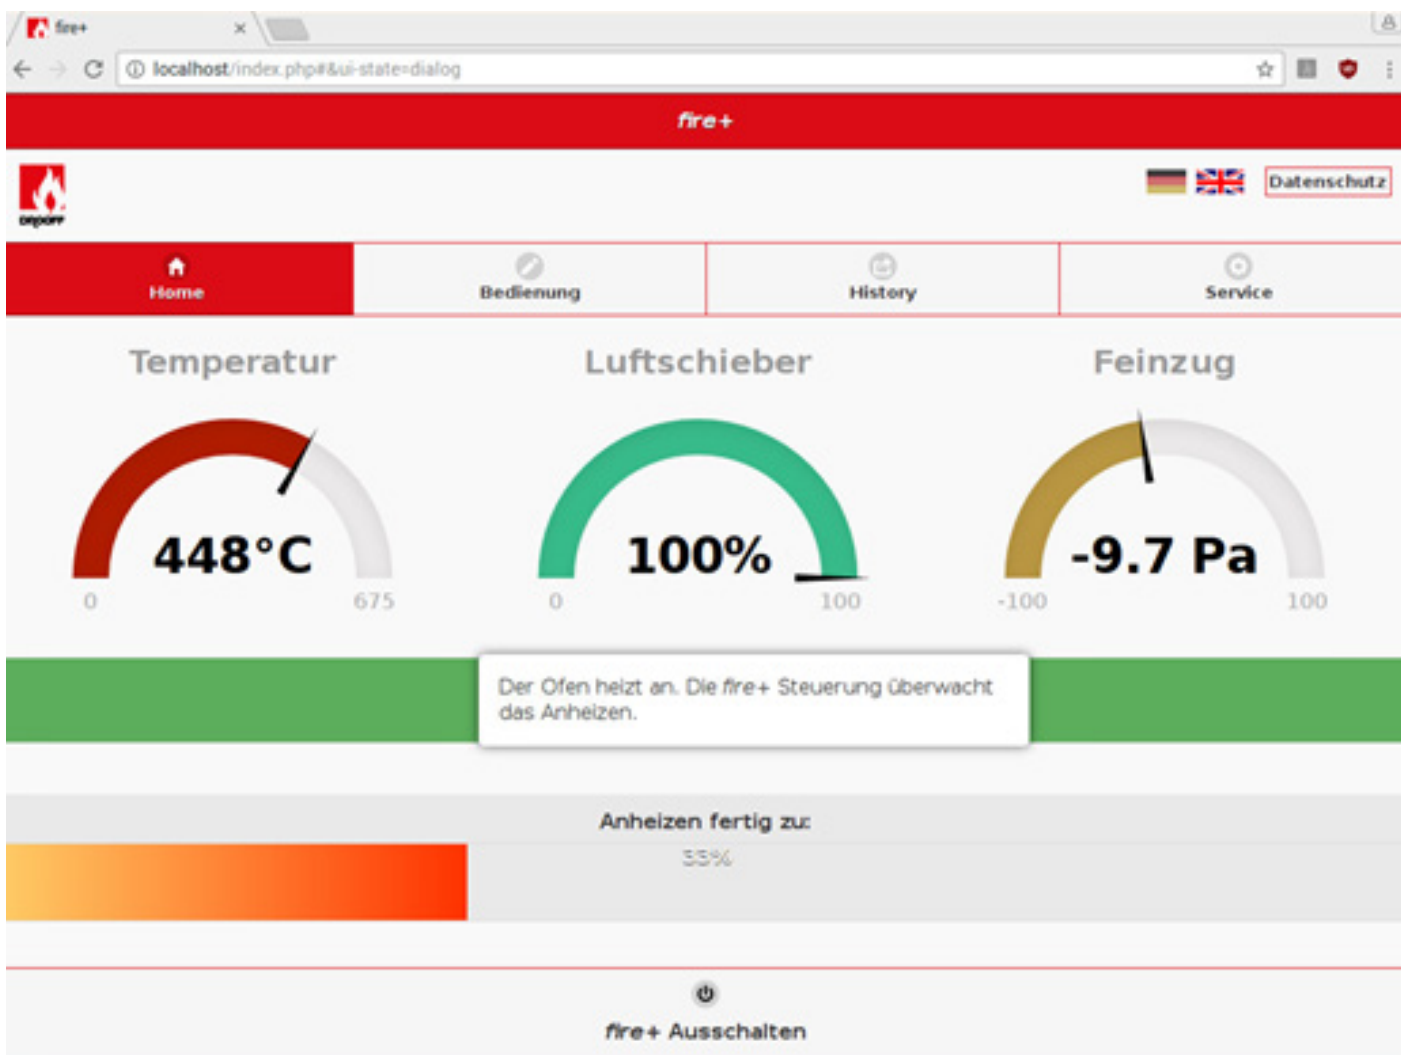 fire+
localhost/index.php#&ui-state=dialog
fire+
Datenschutz
Home
Bedienung
History
Service
Temperatur
Luftschieber
Feinzug
448°C
100%
-9.7 Pa
0
675
0
100
-100
100
Der Ofen heizt an. Die fire+ Steuerung überwacht
das Anheizen.
Anheizen fertig zu:
33%
fire+ Ausschalten